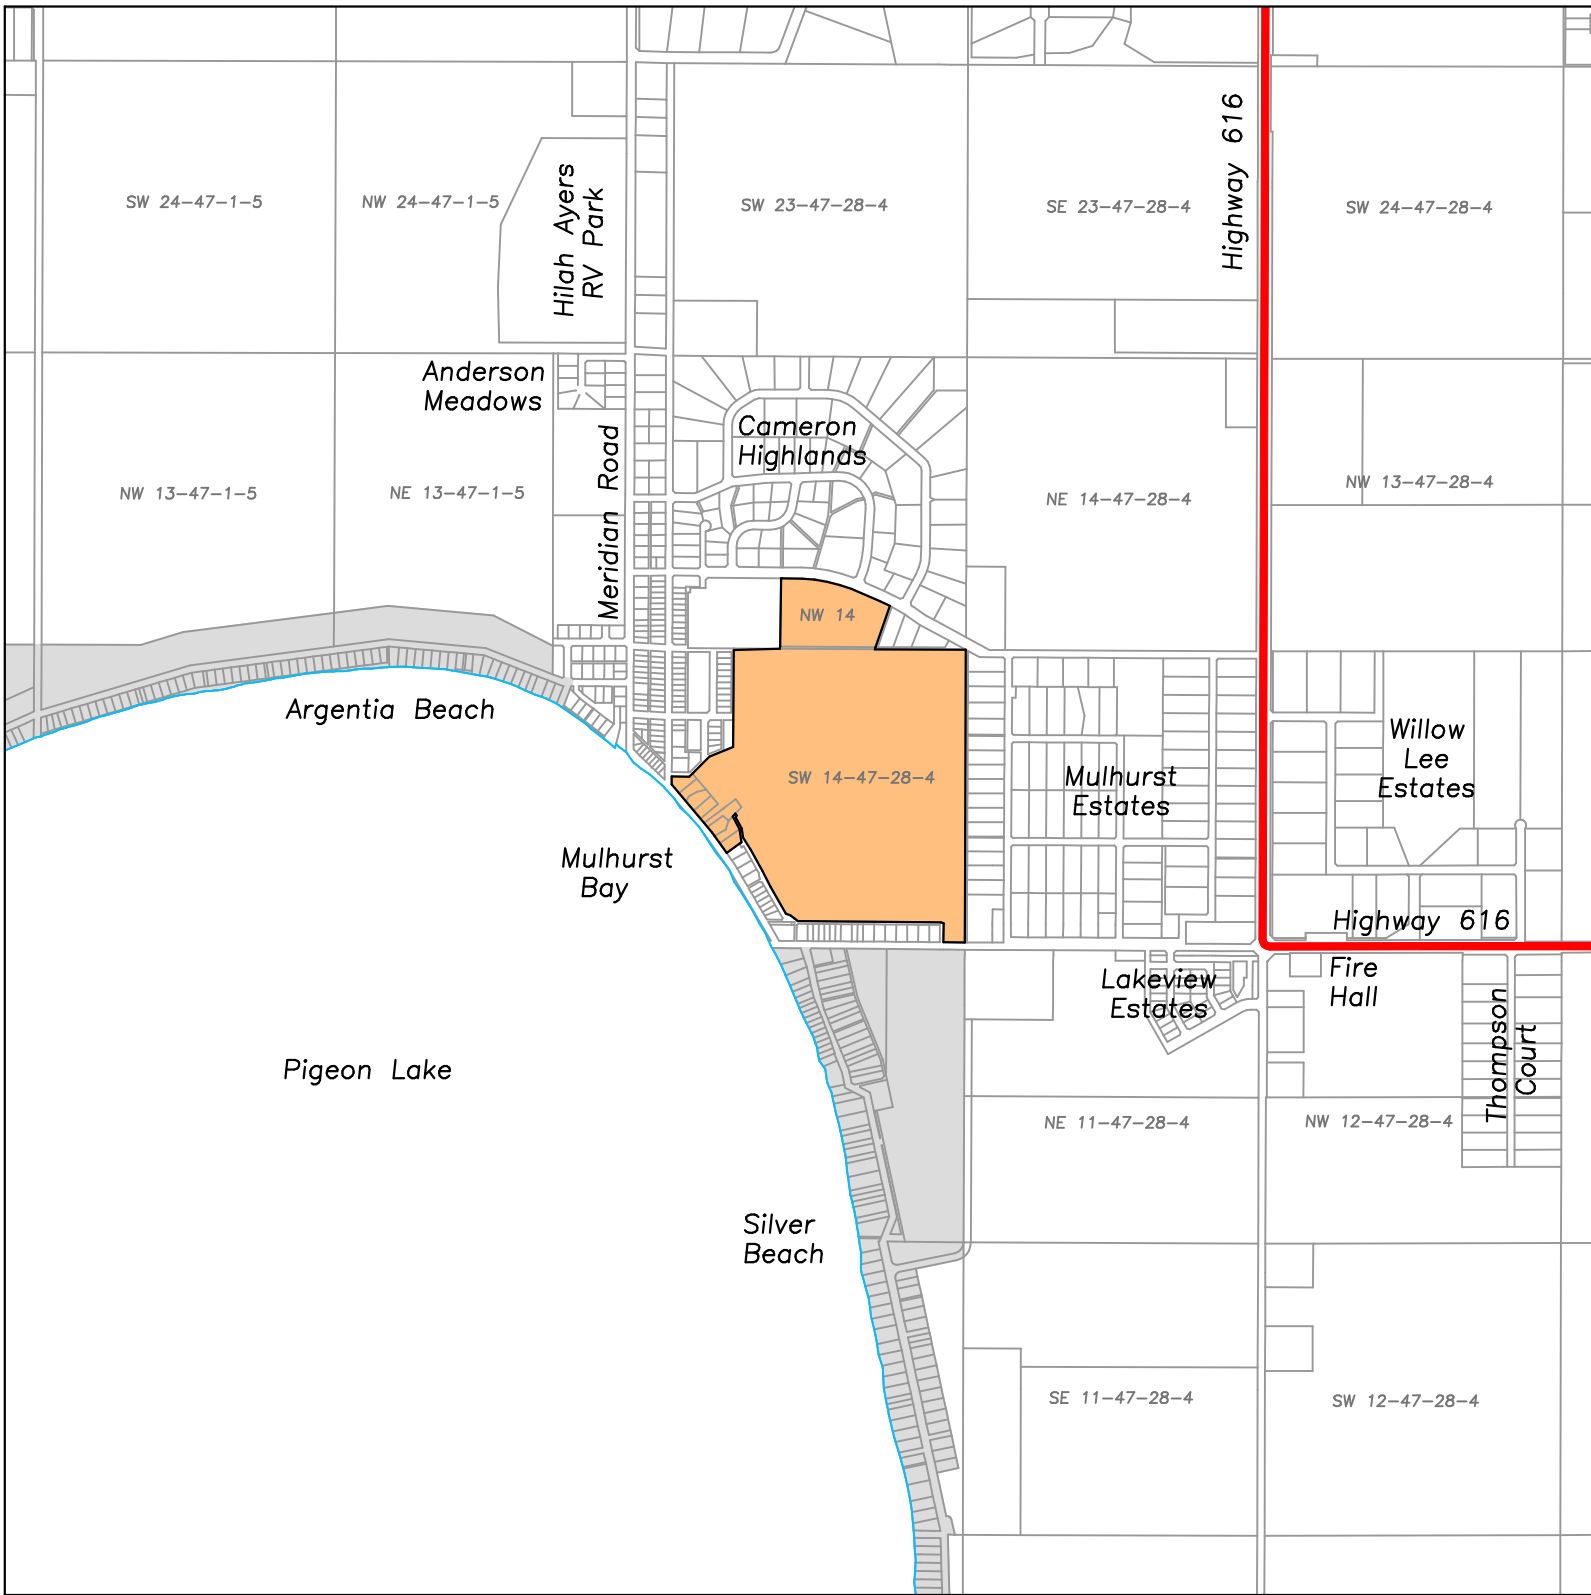 Highway 616
SW 24-47-1-5
NW 24-47-1-5
Hilah Ayers
RV Park
SW 23-47-28-4
SE 23-47-28-4
SW 24-47-28-4
Anderson
Meadows
Cameron
Highlands
Meridian Road
NW 13-47-1-5
NE 13-47-1-5
NE 14-47-28-4
NW 13-47-28-4
NW 14
Argentia Beach
SW 14-47-28-4
Mulhurst
Estates
Willow
Lee
Estates
Mulhurst
Bay
Highway 616
Lakeview
Estates
Fire
Hall
Thompson
Court
Pigeon Lake
NE 11-47-28-4
NW 12-47-28-4
Silver
Beach
SE 11-47-28-4
SW 12-47-28-4